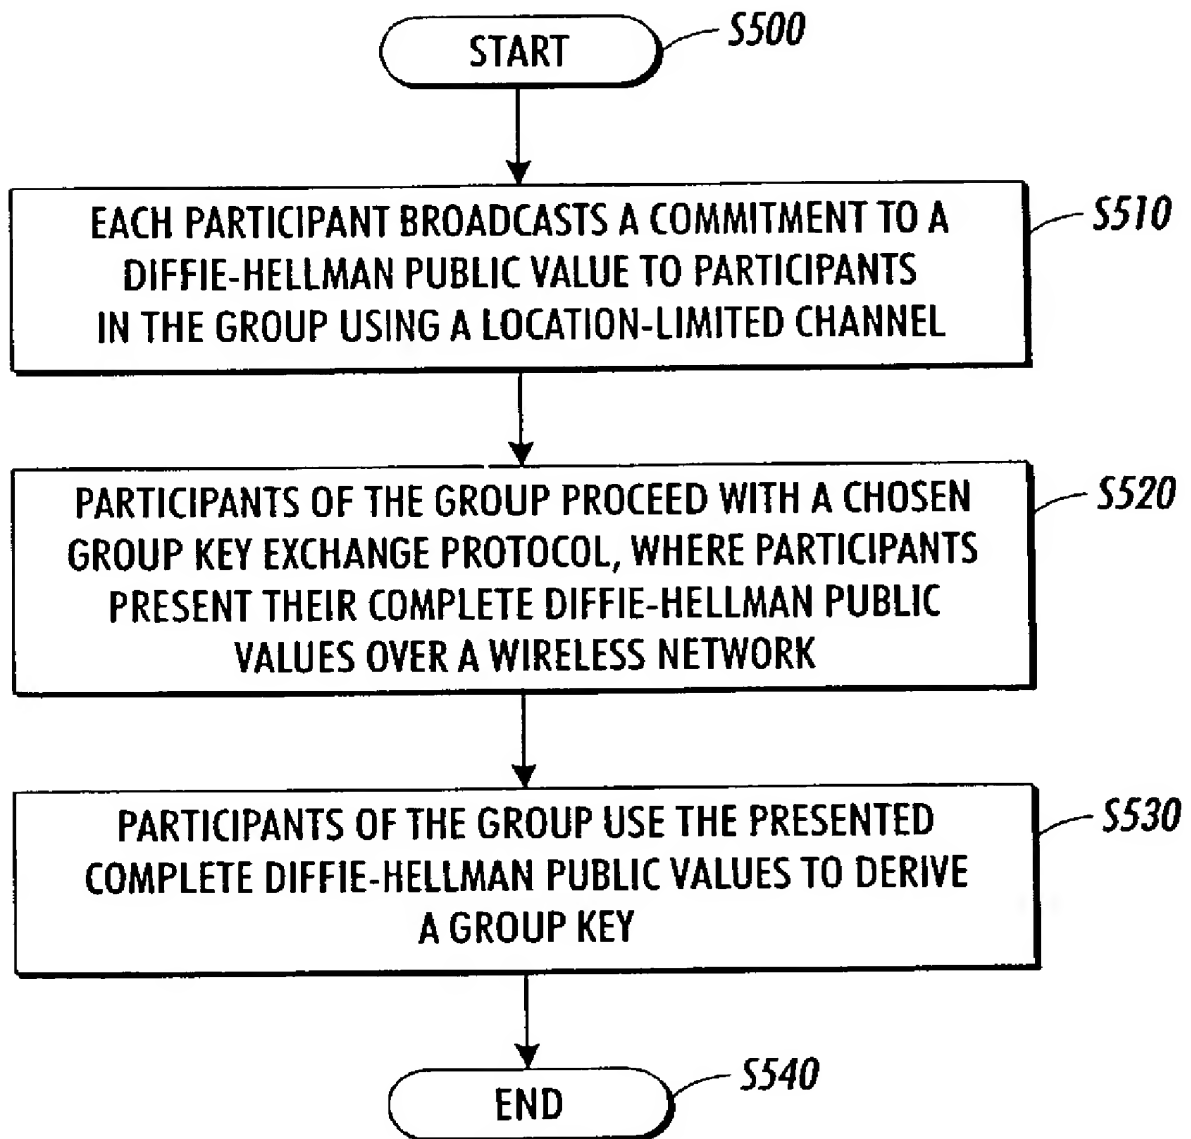 START
S500
EACH PARTICIPANT BROADCASTS A COMMITMENT TO A
DIFFIE-HELLMAN PUBLIC VALUE TO PARTICIPANTS
IN THE GROUP USING A LOCATION-LIMITED CHANNEL
S510
PARTICIPANTS OF THE GROUP PROCEED WITH A CHOSEN
GROUP KEY EXCHANGE PROTOCOL, WHERE PARTICIPANTS
PRESENT THEIR COMPLETE DIFFIE-HELLMAN PUBLIC
VALUES OVER A WIRELESS NETWORK
S520
PARTICIPANTS OF THE GROUP USE THE PRESENTED
COMPLETE DIFFIE-HELLMAN PUBLIC VALUES TO DERIVE
A GROUP KEY
S530
END
S540